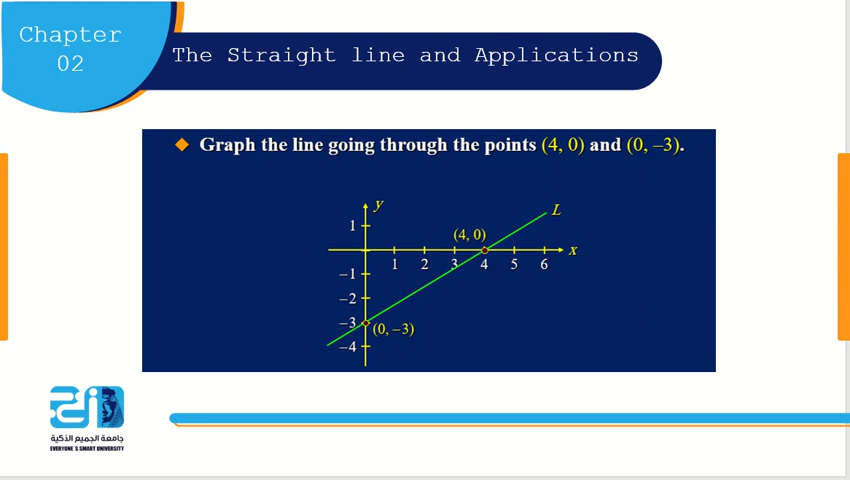 Chapter
02
The Straight line and Applications
Graph the line going through the points (4, 0) and (0, –3).
y
L
1
(4, 0)
x
1 2 3 4 5 6
–1
–2
–3
(0, –3)
–4
جامعة الجميع الذكية
EVERYONE'S SMART UNIVERSITY